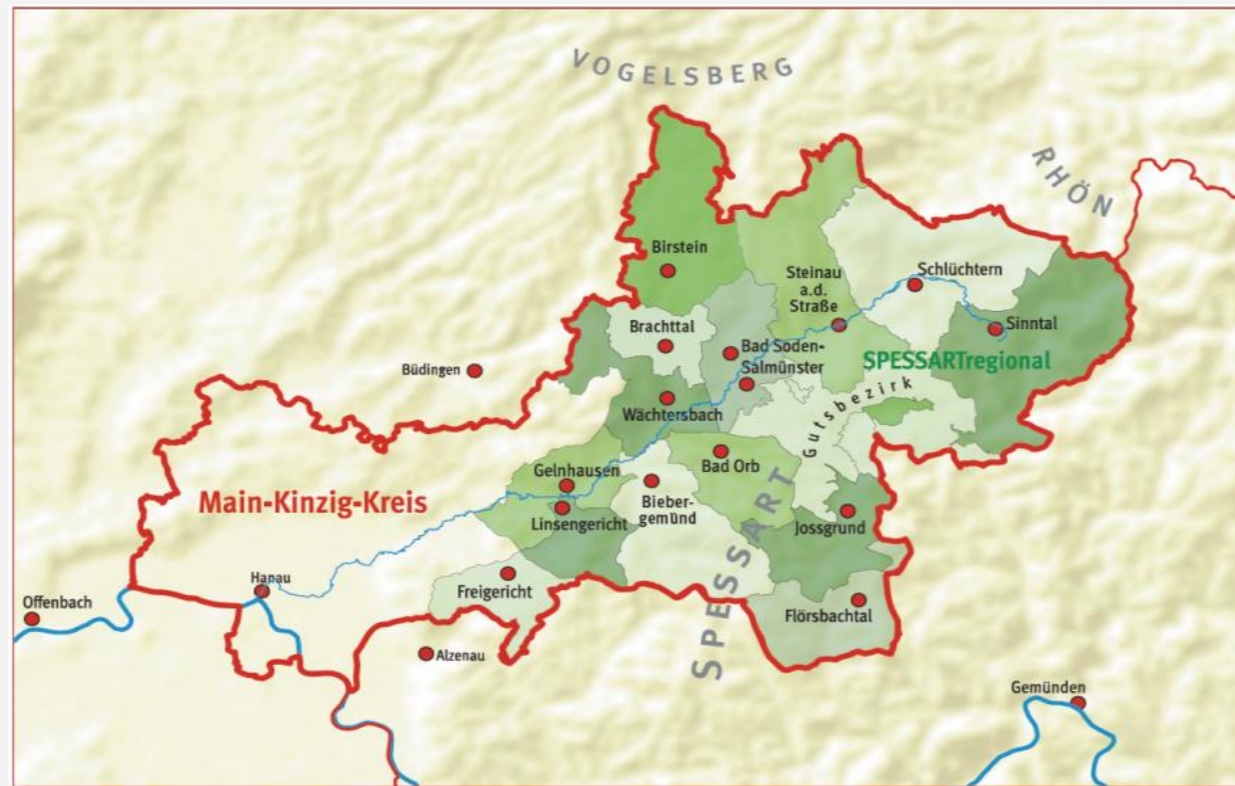 VOGELSBERG
RHÖN
Birstein
Steinau
a.d.
Straße
Schlüchtern
Brachttal
Sinntal
Bad Soden-
Salmünster
SPESSARTregional
Büdingen
Wächtersbach
Gutsbezirk
Gelnhausen
Bad Orb
Main-Kinzig-Kreis
Bieber-
gemünd
Linsengericht
Jossgrund
SPESSART
Hanau
Freigericht
Offenbach
Flörsbachtal
Alzenau
Gemünden